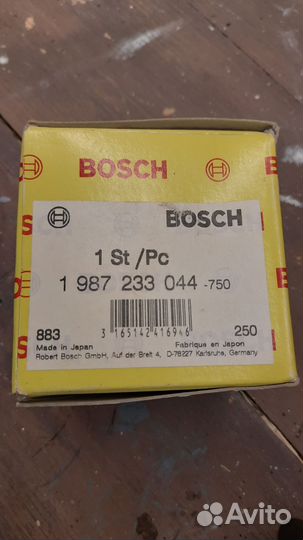 BOSCH
BOSCH
1 St /Pc
1 987 233 044 -750
883
3 165142 416946
250
Made in Japan
Fabrique en Japon
Robert Bosch GmbH, Auf der Breit 4, D-76227 Karlsruhe, Germany
Avito